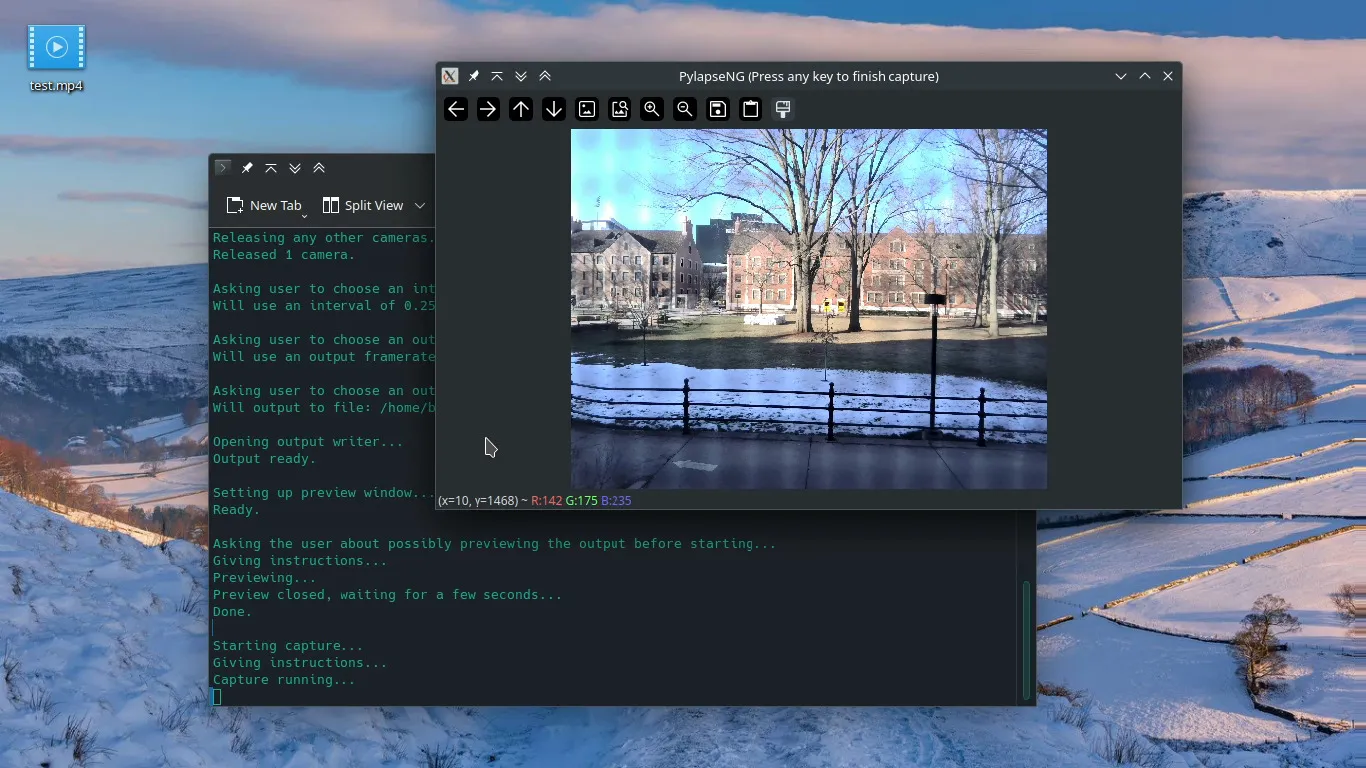 test.mp4
PylapseNG (Press any key to finish capture)
(x=10, y=1468) ~ R:142 G:175 B:235
New Tab
Split View
Releasing any other cameras.
Released 1 camera.
Asking user to choose an int
Will use an interval of 0.25
Asking user to choose an out
Will use an output framerate
Asking user to choose an out
Will output to file: /home/b
Opening output writer...
Output ready.
Setting up preview window...
Ready.
Asking the user about possibly previewing the output before starting...
Giving instructions...
Previewing...
Preview closed, waiting for a few seconds...
Done.
Starting capture...
Giving instructions...
Capture running...